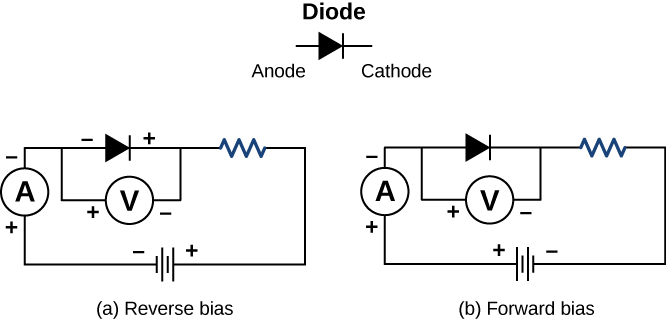 Diode
Anode Cathode
− +
−
A
+
+ V −
− +
(a) Reverse bias
−
A
+
+ V −
+ −
(b) Forward bias